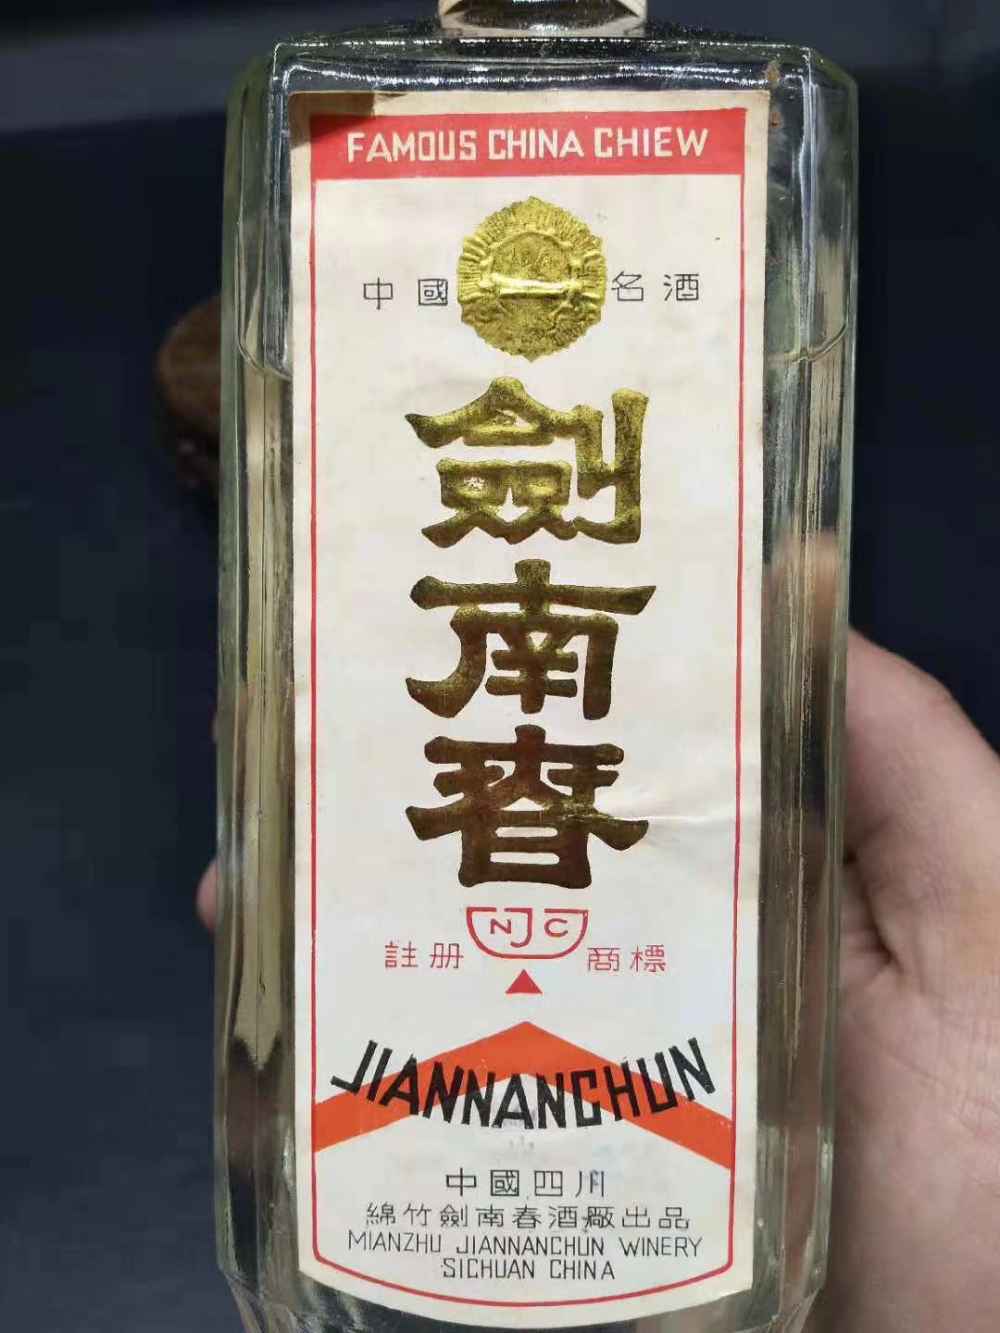 FAMOUS CHINA CHIEW
中國名酒
劍南春
NJC
註册商標
JIANNANCHUN
中國四川
綿竹劍南春酒廠出品
MIANZHU JIANNANCHUN WINERY
SICHUAN CHINA